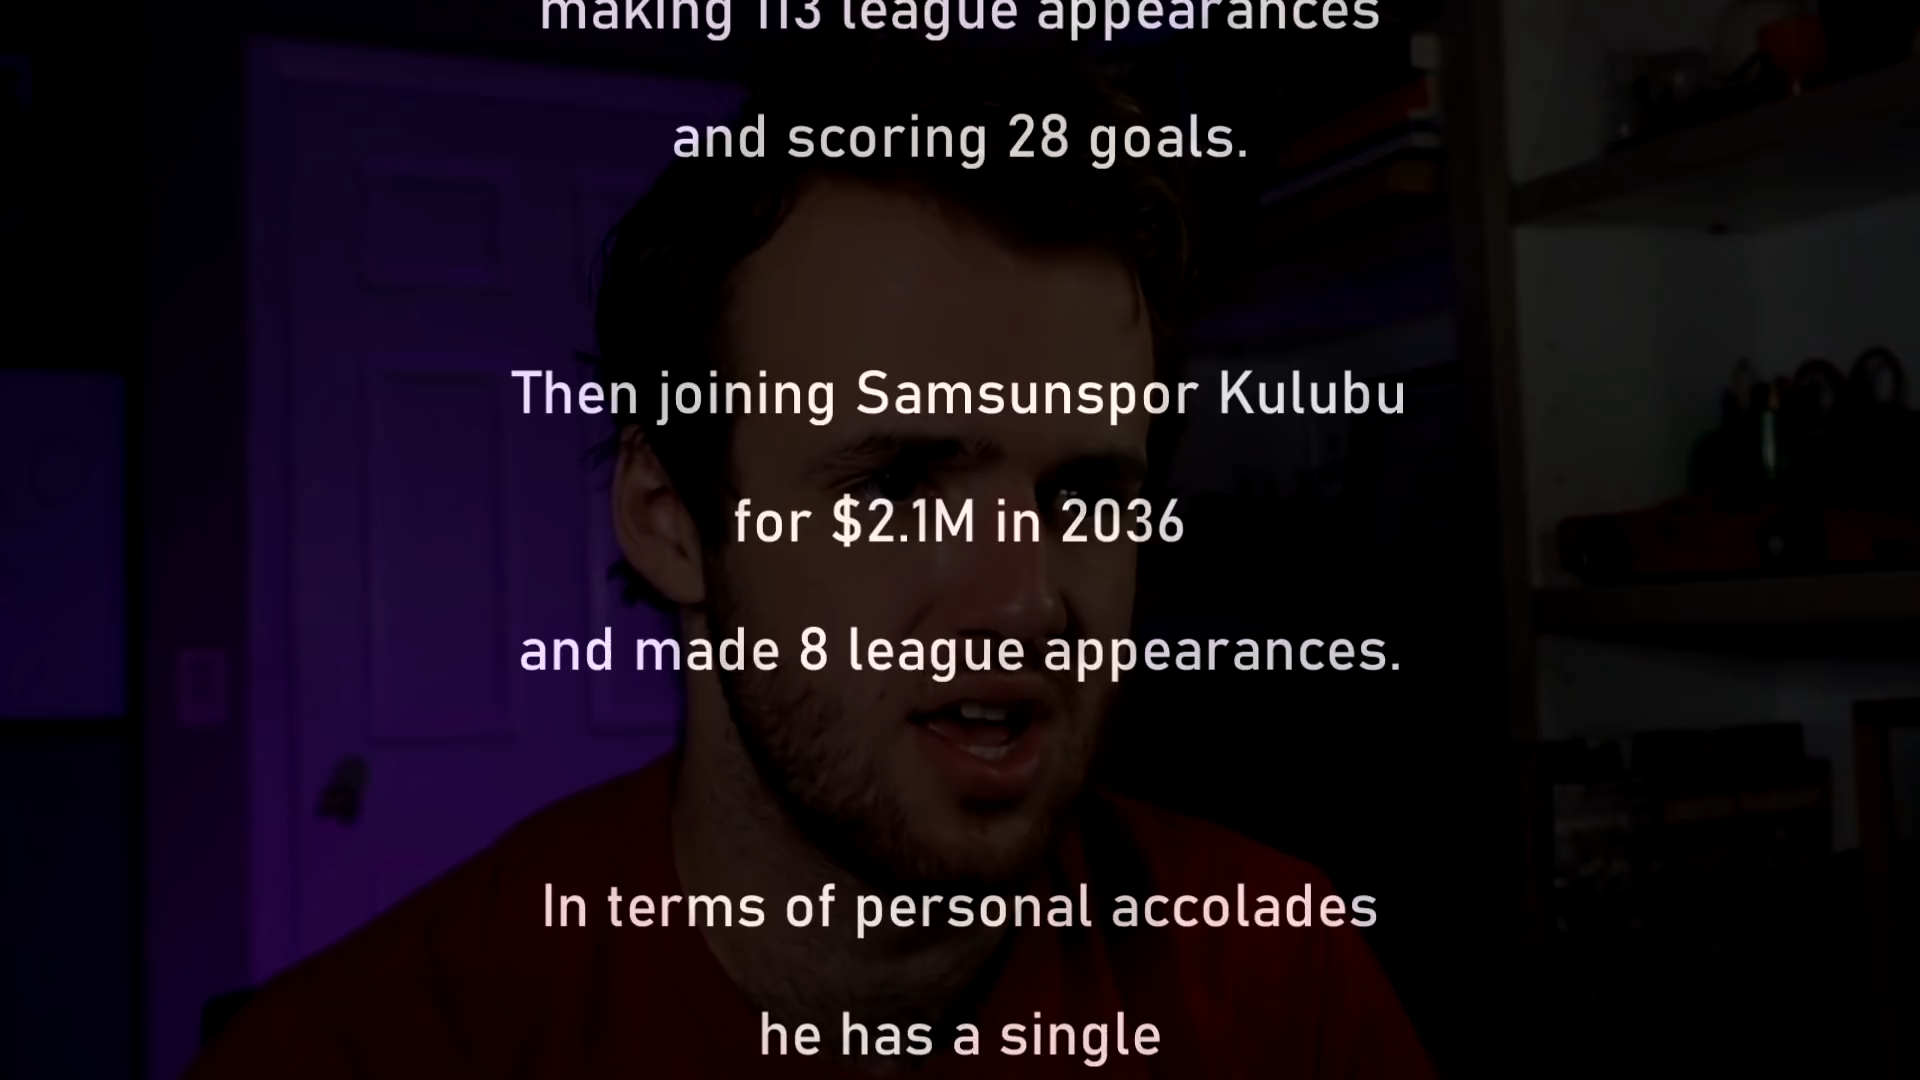 making 113 league appearances
and scoring 28 goals.
Then joining Samsunspor Kulubu
for $2.1M in 2036
and made 8 league appearances.
In terms of personal accolades
he has a single